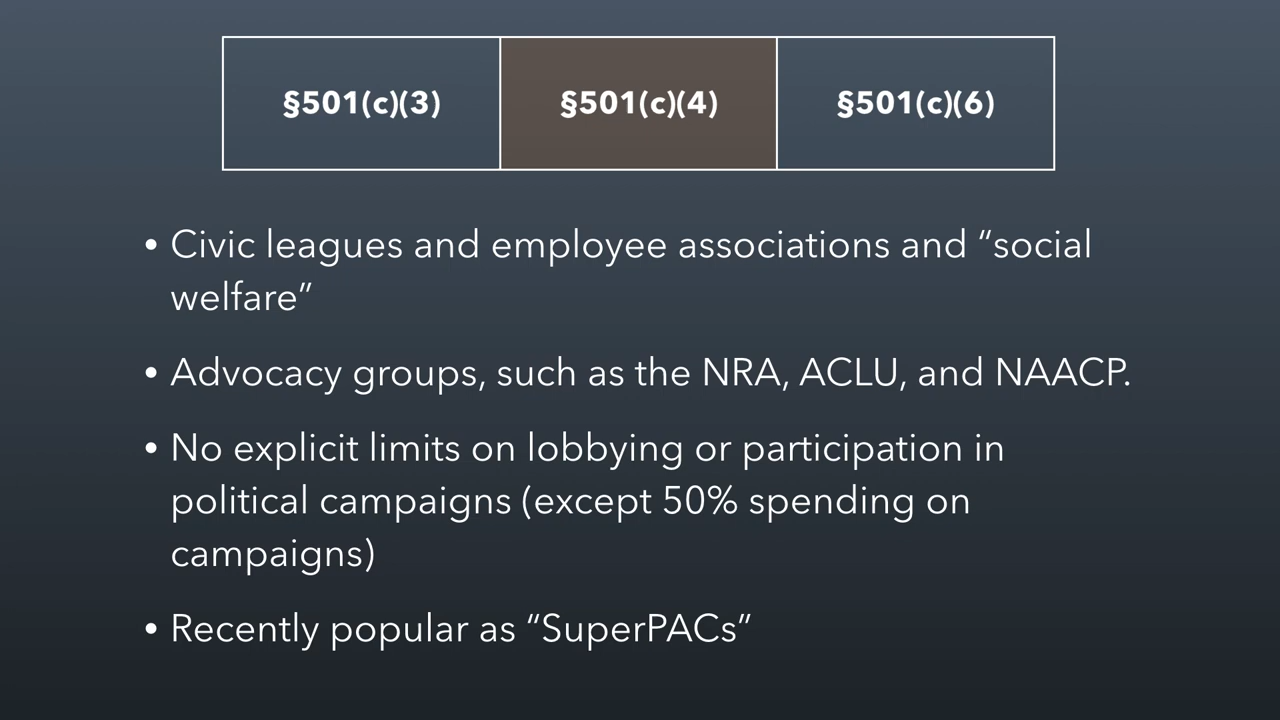 §501(c)(3) §501(c)(4) §501(c)(6)
• Civic leagues and employee associations and “social
welfare”
• Advocacy groups, such as the NRA, ACLU, and NAACP.
• No explicit limits on lobbying or participation in
political campaigns (except 50% spending on
campaigns)
• Recently popular as “SuperPACs”